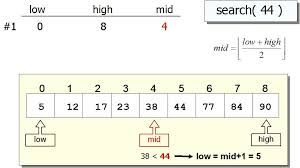 low high mid search( 44 )
#1 0 8 4
mid = ⌊(low + high)/2⌋
0 1 2 3 4 5 6 7 8
5 12 17 23 38 44 77 84 90
low mid high
38 < 44 → low = mid+1 = 5